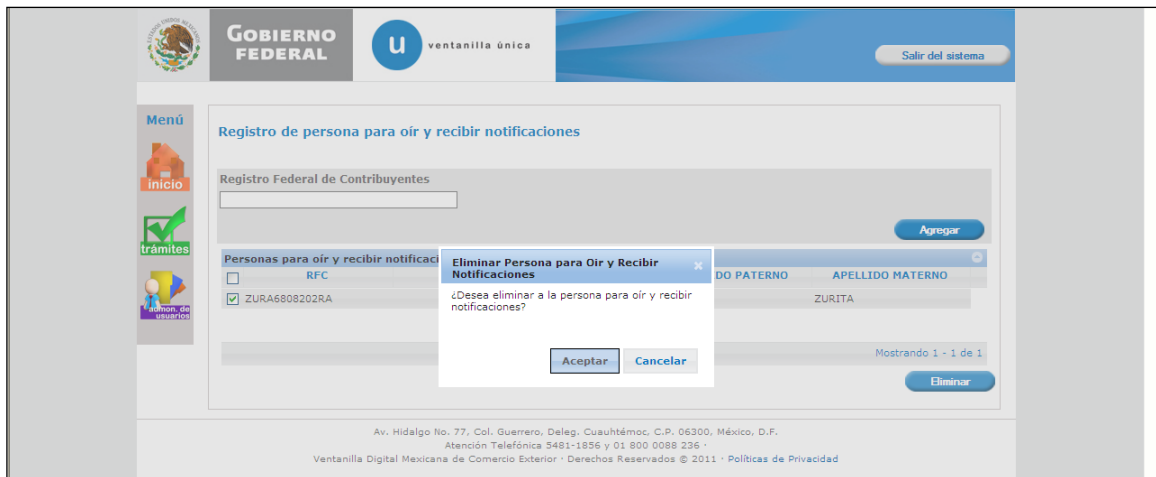 GOBIERNO
FEDERAL
u
ventanilla única
Salir del sistema
Menú
inicio
trámites
admon. de
usuarios
Registro de persona para oír y recibir notificaciones
Registro Federal de Contribuyentes
Agregar
Personas para oír y recibir notificaci
RFC
DO PATERNO
APELLIDO MATERNO
ZURA6808202RA
ZURITA
Eliminar Persona para Oir y Recibir
Notificaciones
¿Desea eliminar a la persona para oír y recibir
notificaciones?
Aceptar
Cancelar
Mostrando 1 - 1 de 1
Eliminar
Av. Hidalgo No. 77, Col. Guerrero, Deleg. Cuauhtémoc, C.P. 06300, México, D.F.
Atención Telefónica 5481-1856 y 01 800 0088 236 ·
Ventanilla Digital Mexicana de Comercio Exterior · Derechos Reservados © 2011 · Políticas de Privacidad